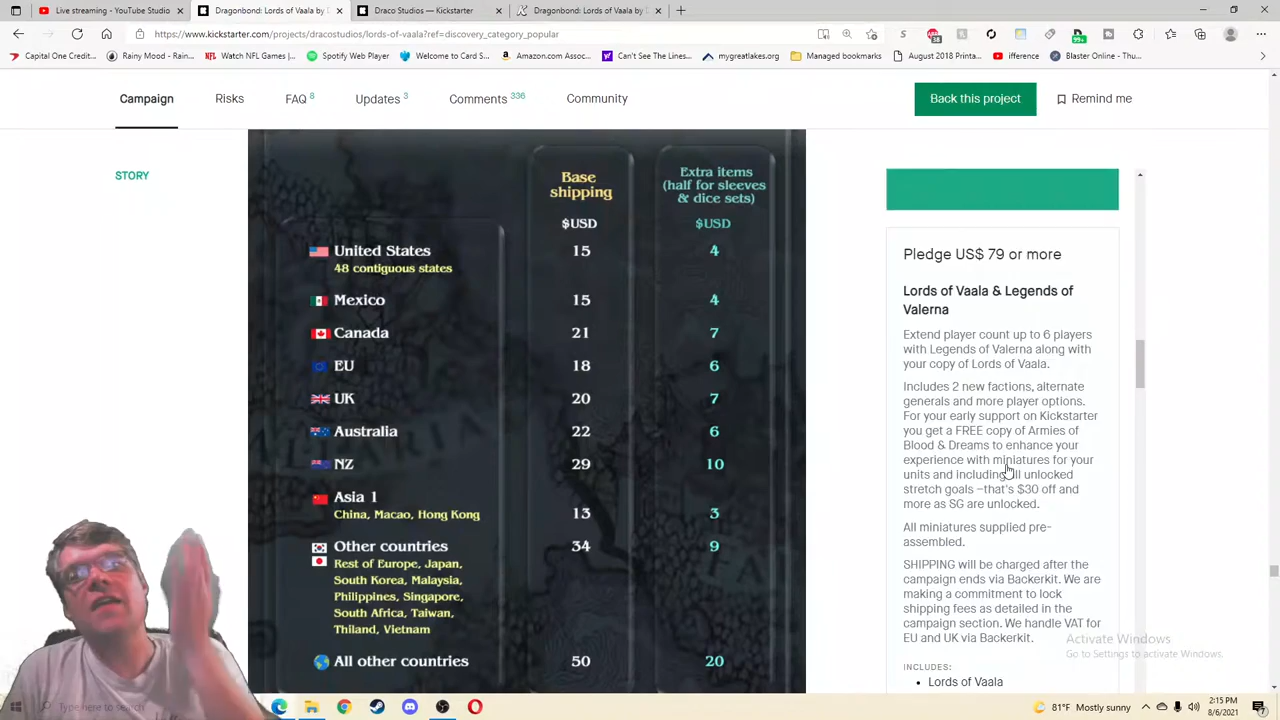 Live streaming - YouTube Studio
Dragonbond: Lords of Vaala by D
Draco Studios — Kickstarter
Dragonbond: Lords of Vaala by
https://www.kickstarter.com/projects/dracostudios/lords-of-vaala?ref=discovery_category_popular
Capital One Credit...
Rainy Mood - Rain...
Watch NFL Games |...
Spotify Web Player
Welcome to Card S...
Amazon.com Assoc...
Can't See The Lines...
mygreatlakes.org
Managed bookmarks
August 2018 Printa...
ifference
Blaster Online - Thu...
Campaign
Risks
FAQ 8
Updates 3
Comments 336
Community
Back this project
Remind me
STORY
Base
shipping
Extra items
(half for sleeves
& dice sets)
$USD
$USD
United States 15 4
48 contiguous states
Mexico 15 4
Canada 21 7
EU 18 6
UK 20 7
Australia 22 6
NZ 29 10
Asia 1
China, Macao, Hong Kong 13 3
Other countries 34 9
Rest of Europe, Japan,
South Korea, Malaysia,
Philippines, Singapore,
South Africa, Taiwan,
Thiland, Vietnam
All other countries 50 20
Pledge US$ 79 or more
Lords of Vaala & Legends of
Valerna
Extend player count up to 6 players
with Legends of Valerna along with
your copy of Lords of Vaala.
Includes 2 new factions, alternate
generals and more player options.
For your early support on Kickstarter
you get a FREE copy of Armies of
Blood & Dreams to enhance your
experience with miniatures for your
units and including all unlocked
stretch goals –that's $30 off and
more as SG are unlocked.
All miniatures supplied pre-
assembled.
SHIPPING will be charged after the
campaign ends via Backerkit. We are
making a commitment to lock
shipping fees as detailed in the
campaign section. We handle VAT for
EU and UK via Backerkit.
INCLUDES:
• Lords of Vaala
Activate Windows
Go to Settings to activate Windows.
Type here to search
81°F Mostly sunny
2:15 PM
8/6/2021